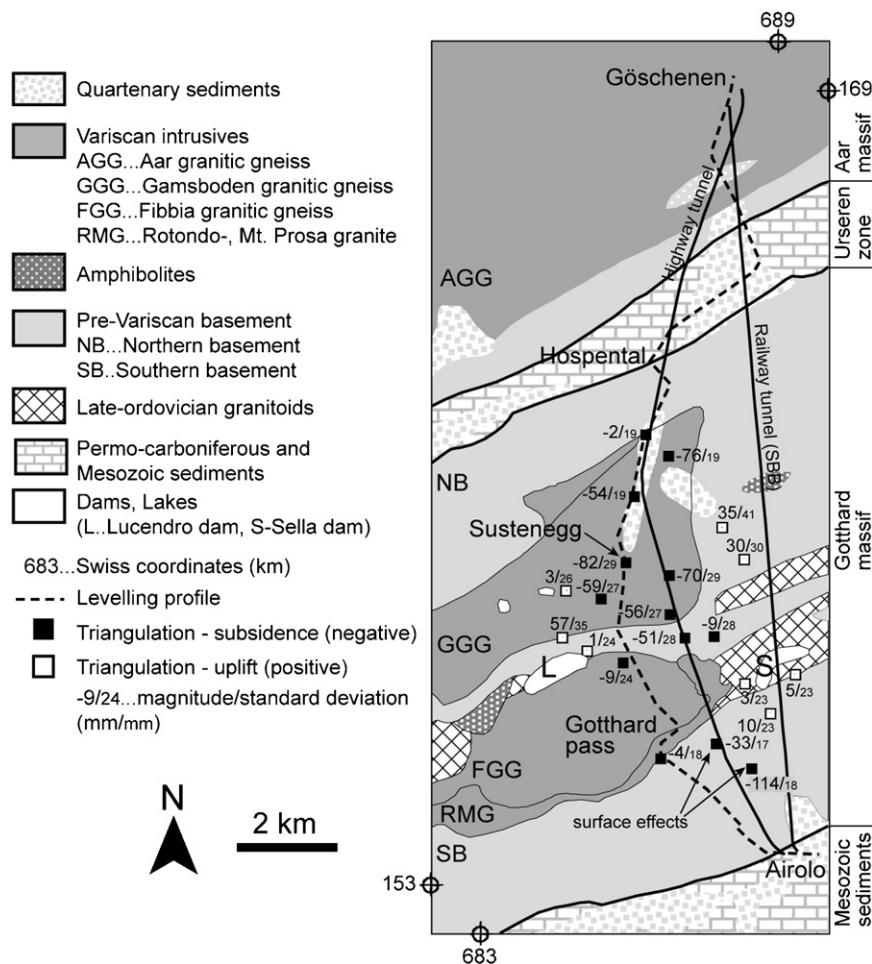 Quartenary sediments
Variscan intrusives
AGG...Aar granitic gneiss
GGG...Gamsboden granitic gneiss
FGG...Fibbia granitic gneiss
RMG...Rotondo-, Mt. Prosa granite
Amphibolites
Pre-Variscan basement
NB...Northern basement
SB..Southern basement
Late-ordovician granitoids
Permo-carboniferous and
Mesozoic sediments
Dams, Lakes
(L..Lucendro dam, S-Sella dam)
683...Swiss coordinates (km)
Levelling profile
Triangulation - subsidence (negative)
Triangulation - uplift (positive)
-9/24...magnitude/standard deviation
(mm/mm)
N
2 km
689
Göschenen
169
Aar
massif
Highway tunnel
Urseren
zone
AGG
Hospental
Railway tunnel (SBB)
-2/19
-76/19
NB
-54/19
35/41
Gotthard
massif
Sustenegg
30/30
-82/29
3/26
-59/27
-70/29
-56/27
57/35
1/24
-51/28
-9/28
GGG
L
S
-9/24
3/23
5/23
10/23
Gotthard
pass
-4/18
-33/17
FGG
-114/18
RMG
surface effects
SB
Airolo
Mesozoic
sediments
153
683